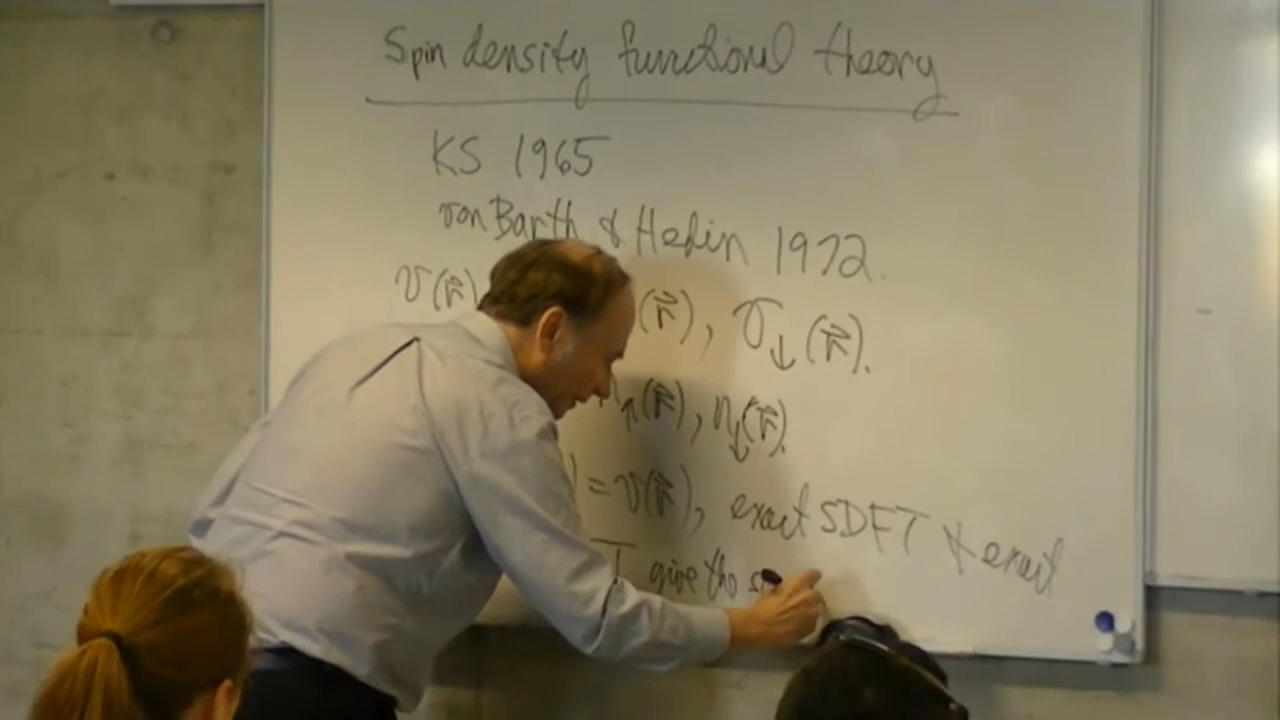 Spin density functional theory
KS 1965
von Barth & Hedin 1972.
v(r⃗) (r⃗), v↓(r⃗).
n↑(r⃗), n↓(r⃗).
) = v(r⃗), exact SDFT & exact
T give the s